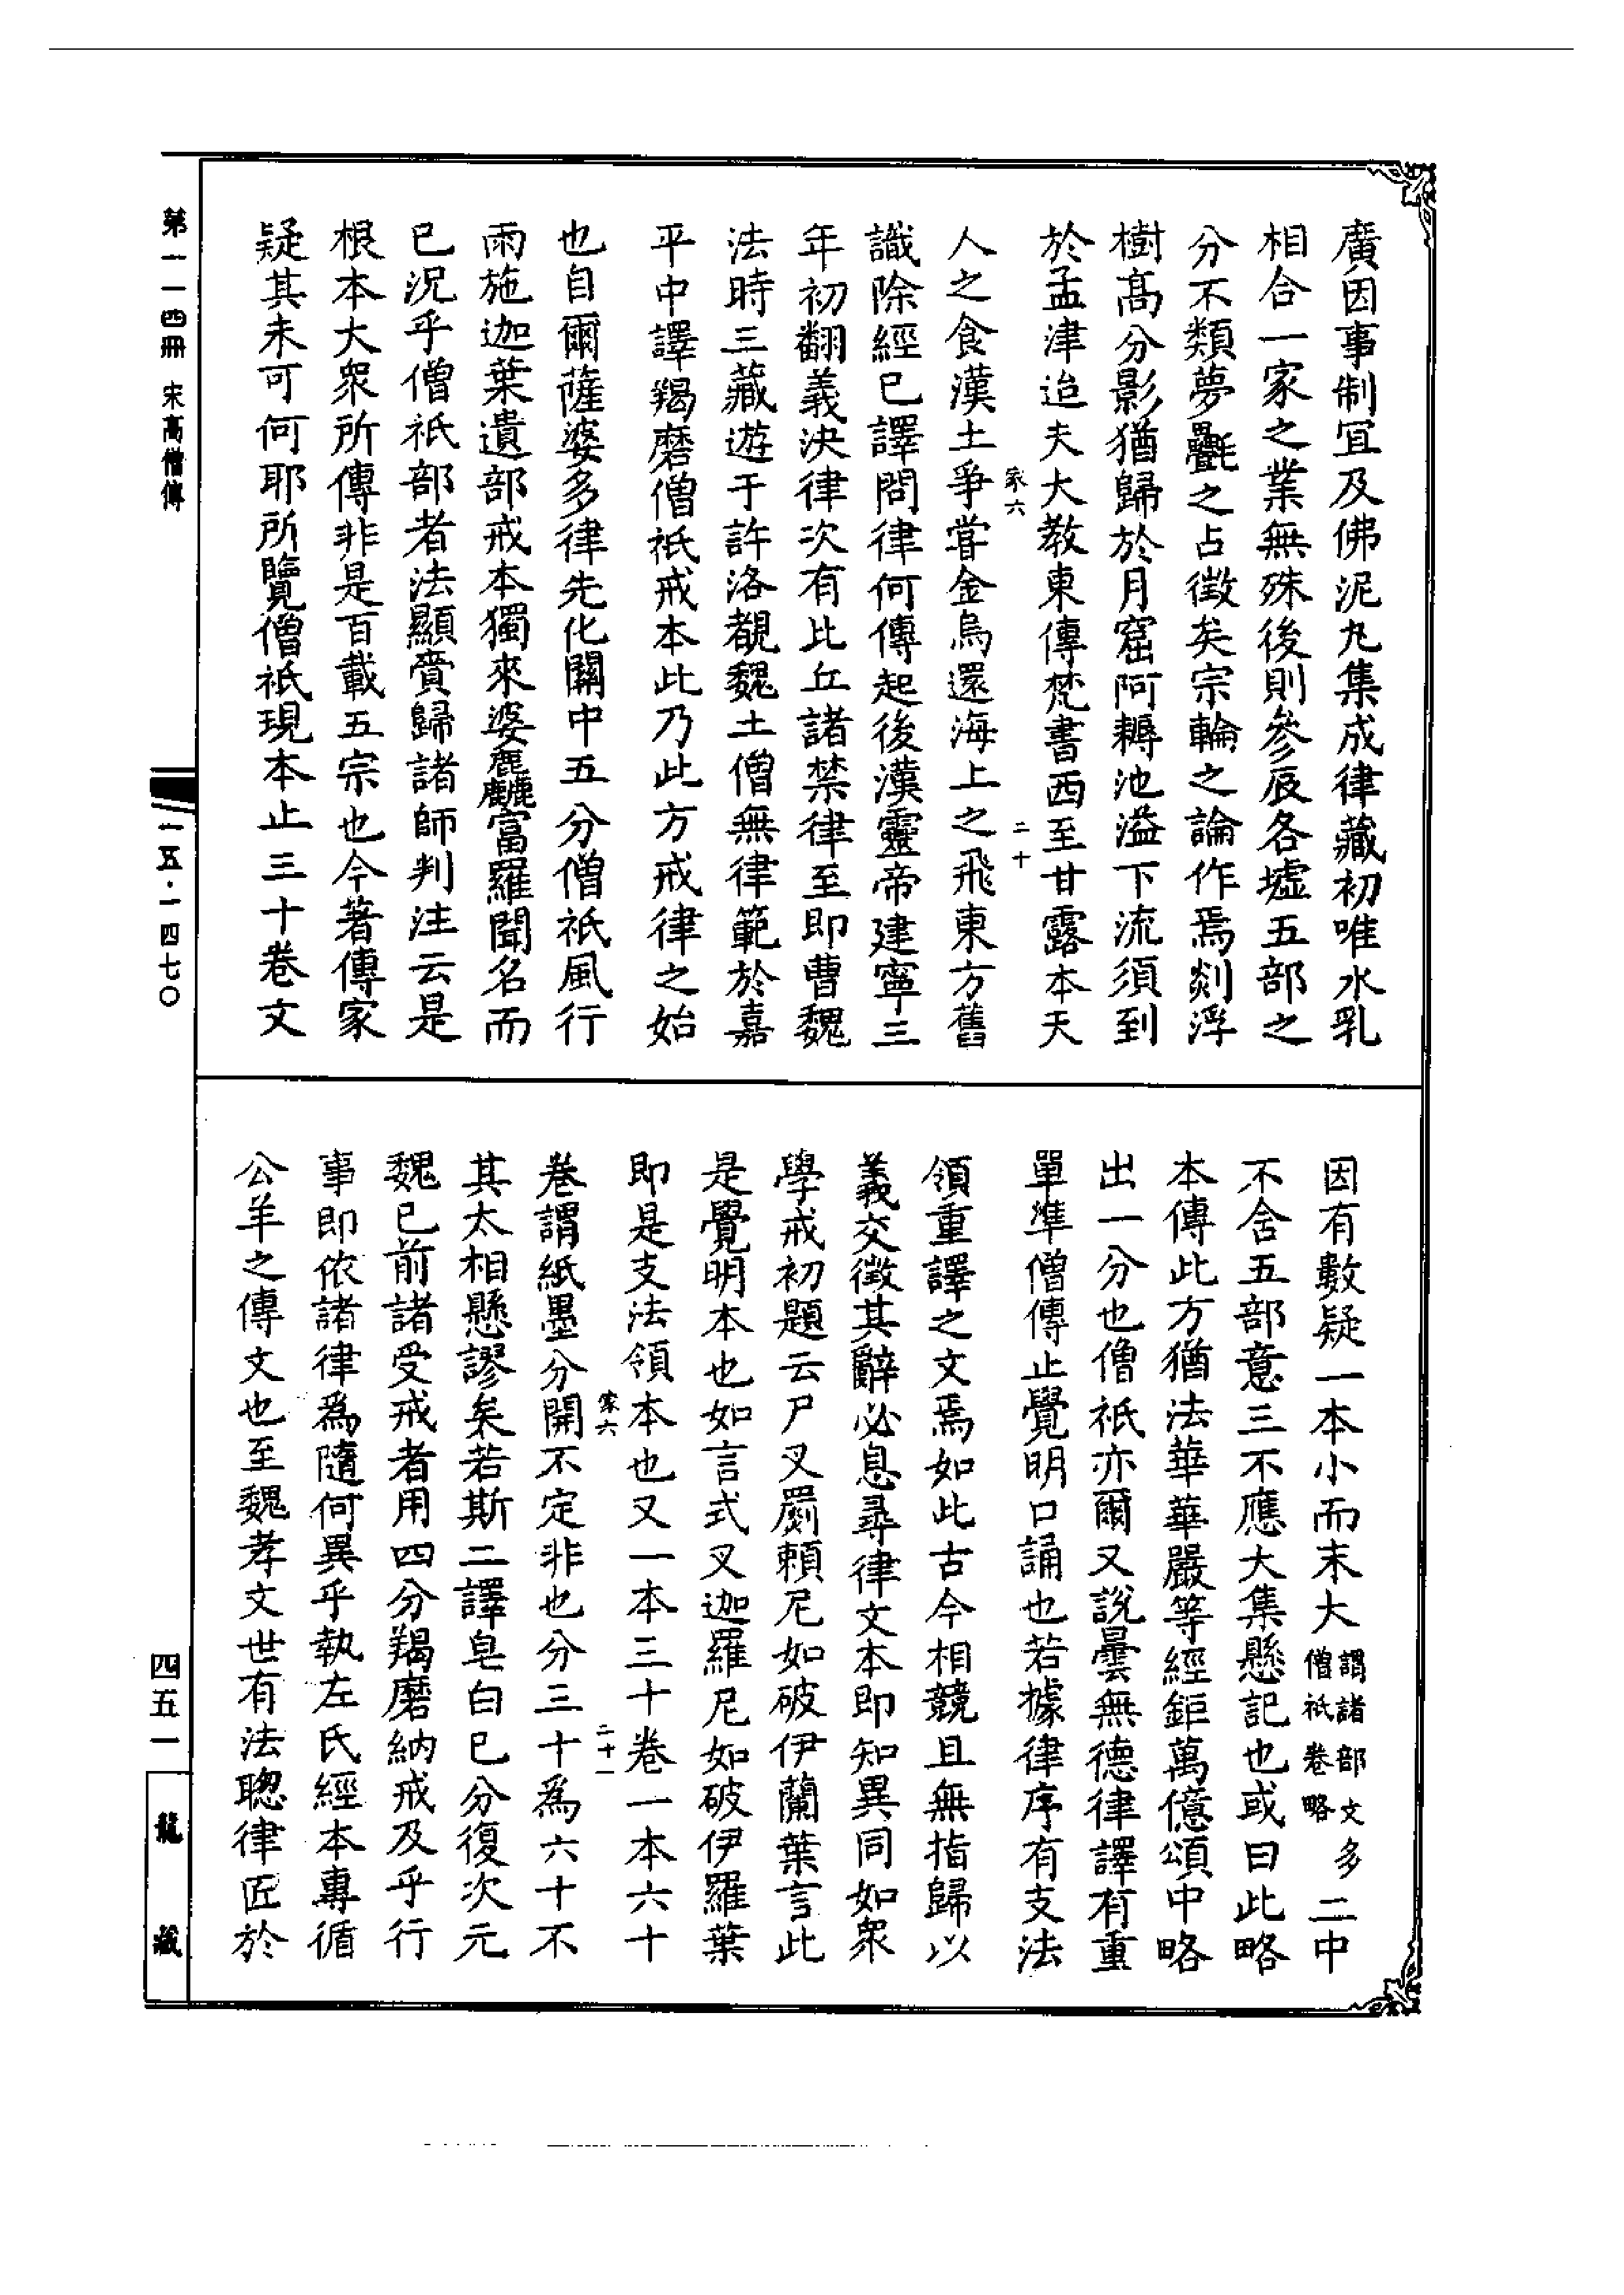 廣因事制宜及佛泥丸集成律藏初唯水乳
相合一家之業無殊後則參辰各墟五部之
分不類夢㲲之占徵矣宗輪之論作焉剡浮
樹高分影猶歸於月窟阿耨池溢下流須到
於孟津迨夫大教東傳梵書西至甘露本天
家六
二十
人之食漢土爭甞金烏還海上之飛東方舊
識除經已譯問律何傳起後漢靈帝建寧三
年初翻義決律次有比丘諸禁律至即曹魏
法時三藏遊于許洛覩魏土僧無律範於嘉
平中譯羯磨僧祇戒本此乃此方戒律之始
也自爾薩婆多律先化關中五分僧祇風行
雨施迦葉遺部戒本獨來婆麤富羅聞名而
已況乎僧祇部者法顯賷歸諸師判注云是
根本大眾所傳非是百載五宗也今著傳家
疑其未可何耶所覽僧祇現本止三十卷文
因有數疑一本小而末大謂諸部文多僧祇卷略二中
不含五部意三不應大集懸記也或曰此略
本傳此方猶法華華嚴等經鉅萬億頌中略
出一分也僧祇亦爾又說曇無德律譯有重
單準僧傳止覺明口誦也若據律序有支法
領重譯之文焉如此古今相競且無指歸以
義交徵其辭必息尋律文本即知異同如眾
學戒初題云尸叉罽賴尼如破伊蘭葉言此
是覺明本也如言式叉迦羅尼如破伊羅葉
即是支法領本也又一本三十卷一本六十
家六
二十一
卷謂紙墨分開不定非也分三十為六十不
其太相懸謬矣若斯二譯皂白已分復次元
魏已前諸受戒者用四分羯磨納戒及乎行
事即依諸律為隨何異乎執左氏經本專循
公羊之傳文也至魏孝文世有法聰律匠於
第一一四冊 宋高僧傳
一五·一四七〇
四五一
龍藏